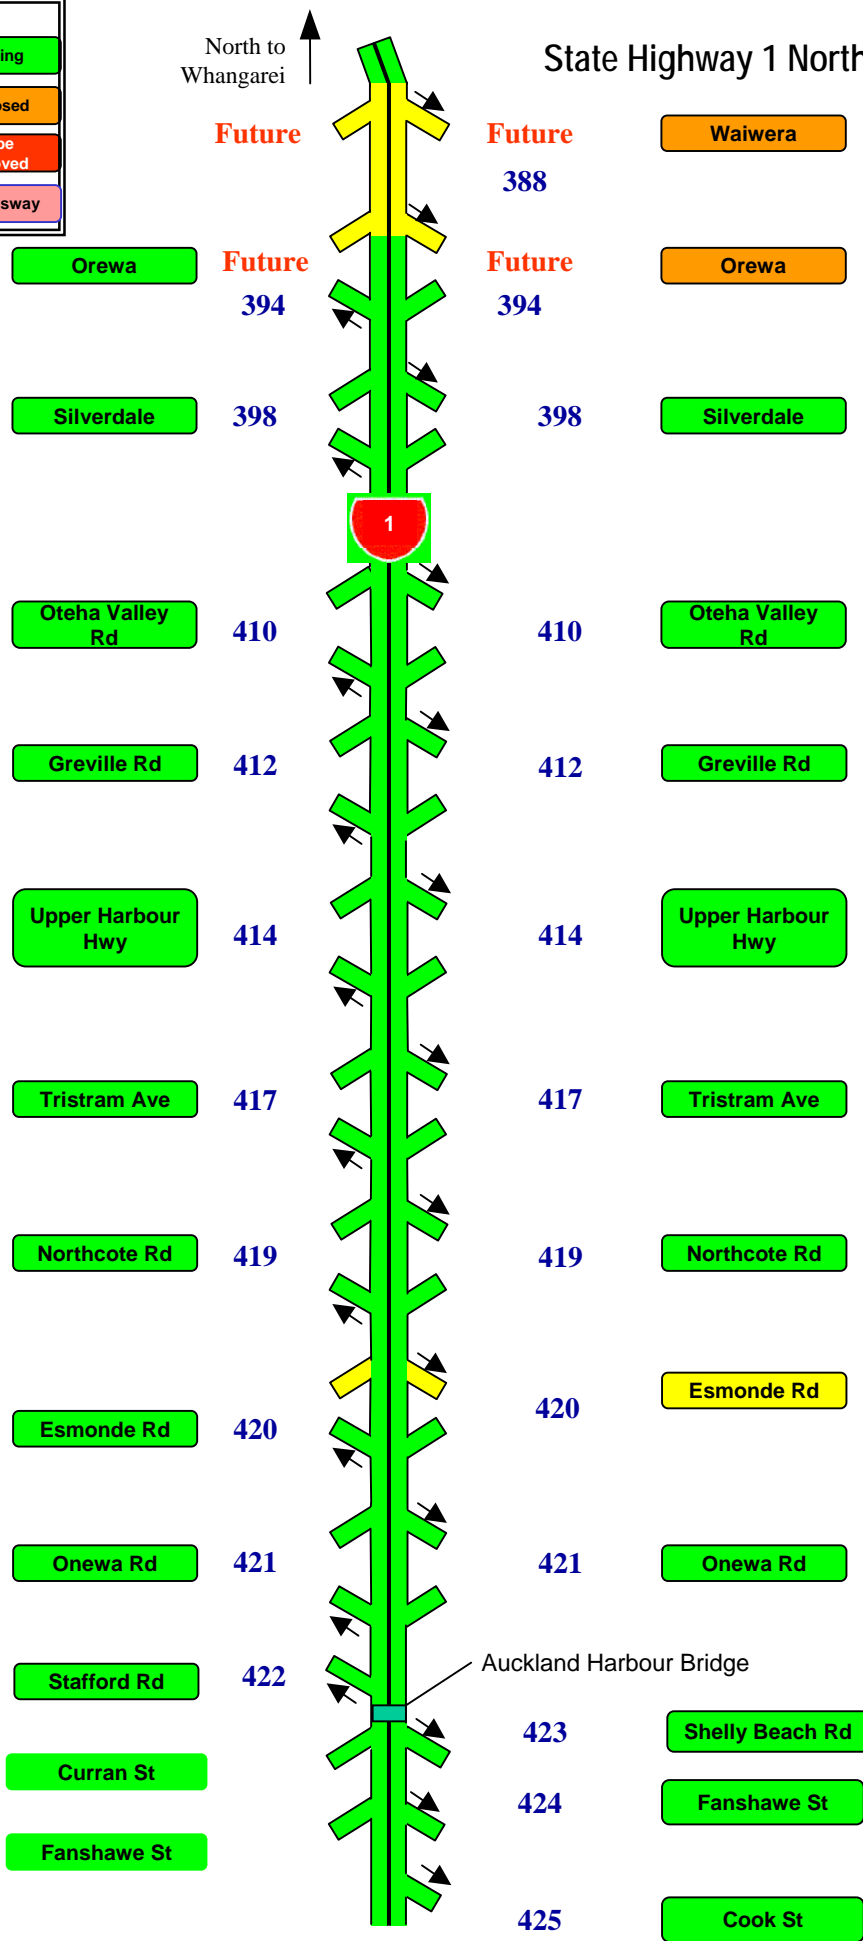 State Highway 1 North
North to
Whangarei
ing
osed
be
oved
sway
Future
Future
Waiwera
388
Orewa
Future
Future
Orewa
394
394
Silverdale
398
398
Silverdale
1
Oteha Valley
Rd
410
410
Oteha Valley
Rd
Greville Rd
412
412
Greville Rd
Upper Harbour
Hwy
414
414
Upper Harbour
Hwy
Tristram Ave
417
417
Tristram Ave
Northcote Rd
419
419
Northcote Rd
Esmonde Rd
420
420
Esmonde Rd
Onewa Rd
421
421
Onewa Rd
Stafford Rd
422
Auckland Harbour Bridge
423
Shelly Beach Rd
Curran St
424
Fanshawe St
Fanshawe St
425
Cook St